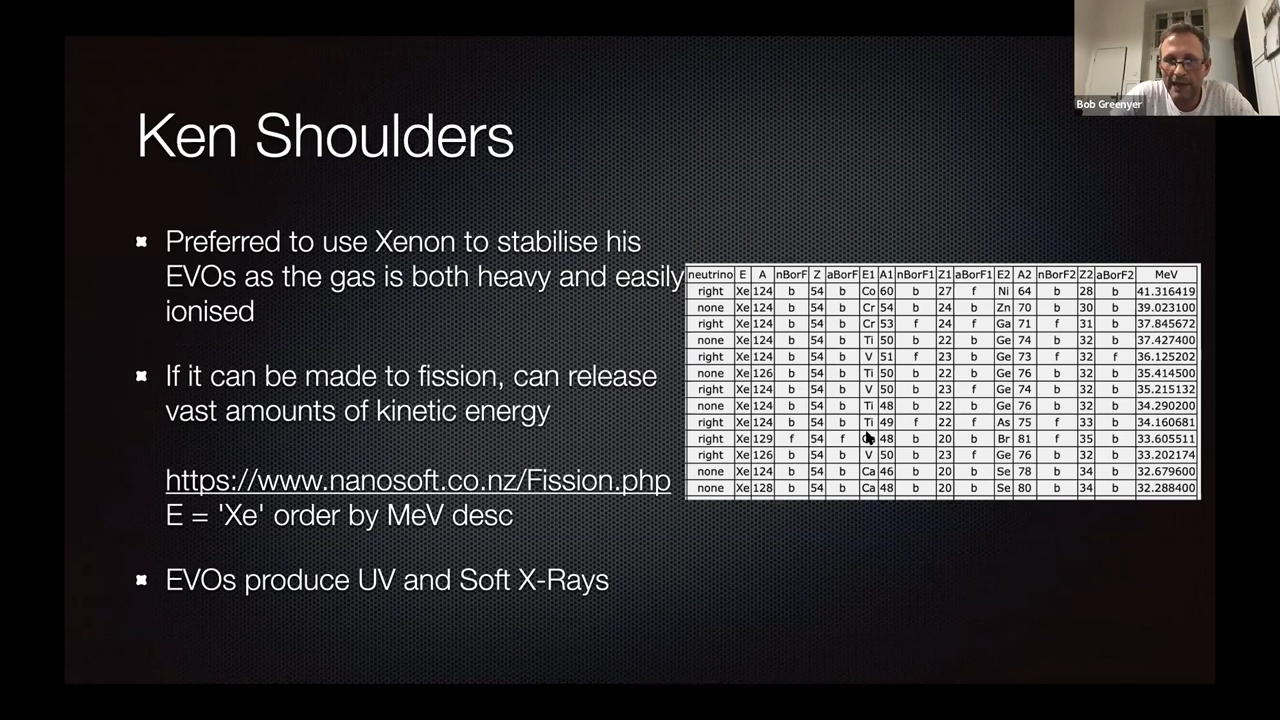 Bob Greenyer
Ken Shoulders
Preferred to use Xenon to stabilise his
EVOs as the gas is both heavy and easily
ionised
If it can be made to fission, can release
vast amounts of kinetic energy
https://www.nanosoft.co.nz/Fission.php
E = 'Xe' order by MeV desc
EVOs produce UV and Soft X-Rays
neutrino E A nBorF Z aBorF E1 A1 nBorF1 Z1 aBorF1 E2 A2 nBorF2 Z2 aBorF2 MeV
right Xe 124 b 54 b Co 60 b 27 f Ni 64 b 28 b 41.316419
none Xe 124 b 54 b Cr 54 b 24 b Zn 70 b 30 b 39.023100
right Xe 124 b 54 b Cr 53 f 24 f Ga 71 f 31 b 37.845672
none Xe 124 b 54 b Ti 50 b 22 b Ge 74 b 32 b 37.427400
right Xe 124 b 54 b V 51 f 23 b Ge 73 f 32 f 36.125202
none Xe 126 b 54 b Ti 50 b 22 b Ge 76 b 32 b 35.414500
right Xe 124 b 54 b V 50 b 23 f Ge 74 b 32 b 35.215132
none Xe 124 b 54 b Ti 48 b 22 b Ge 76 b 32 b 34.290200
right Xe 124 b 54 b Ti 49 f 22 f As 75 f 33 b 34.160681
right Xe 129 f 54 f 48 b 20 b Br 81 f 35 b 33.605511
right Xe 126 b 54 b V 50 b 23 f Ge 76 b 32 b 33.202174
none Xe 124 b 54 b Ca 46 b 20 b Se 78 b 34 b 32.679600
none Xe 128 b 54 b Ca 48 b 20 b Se 80 b 34 b 32.288400